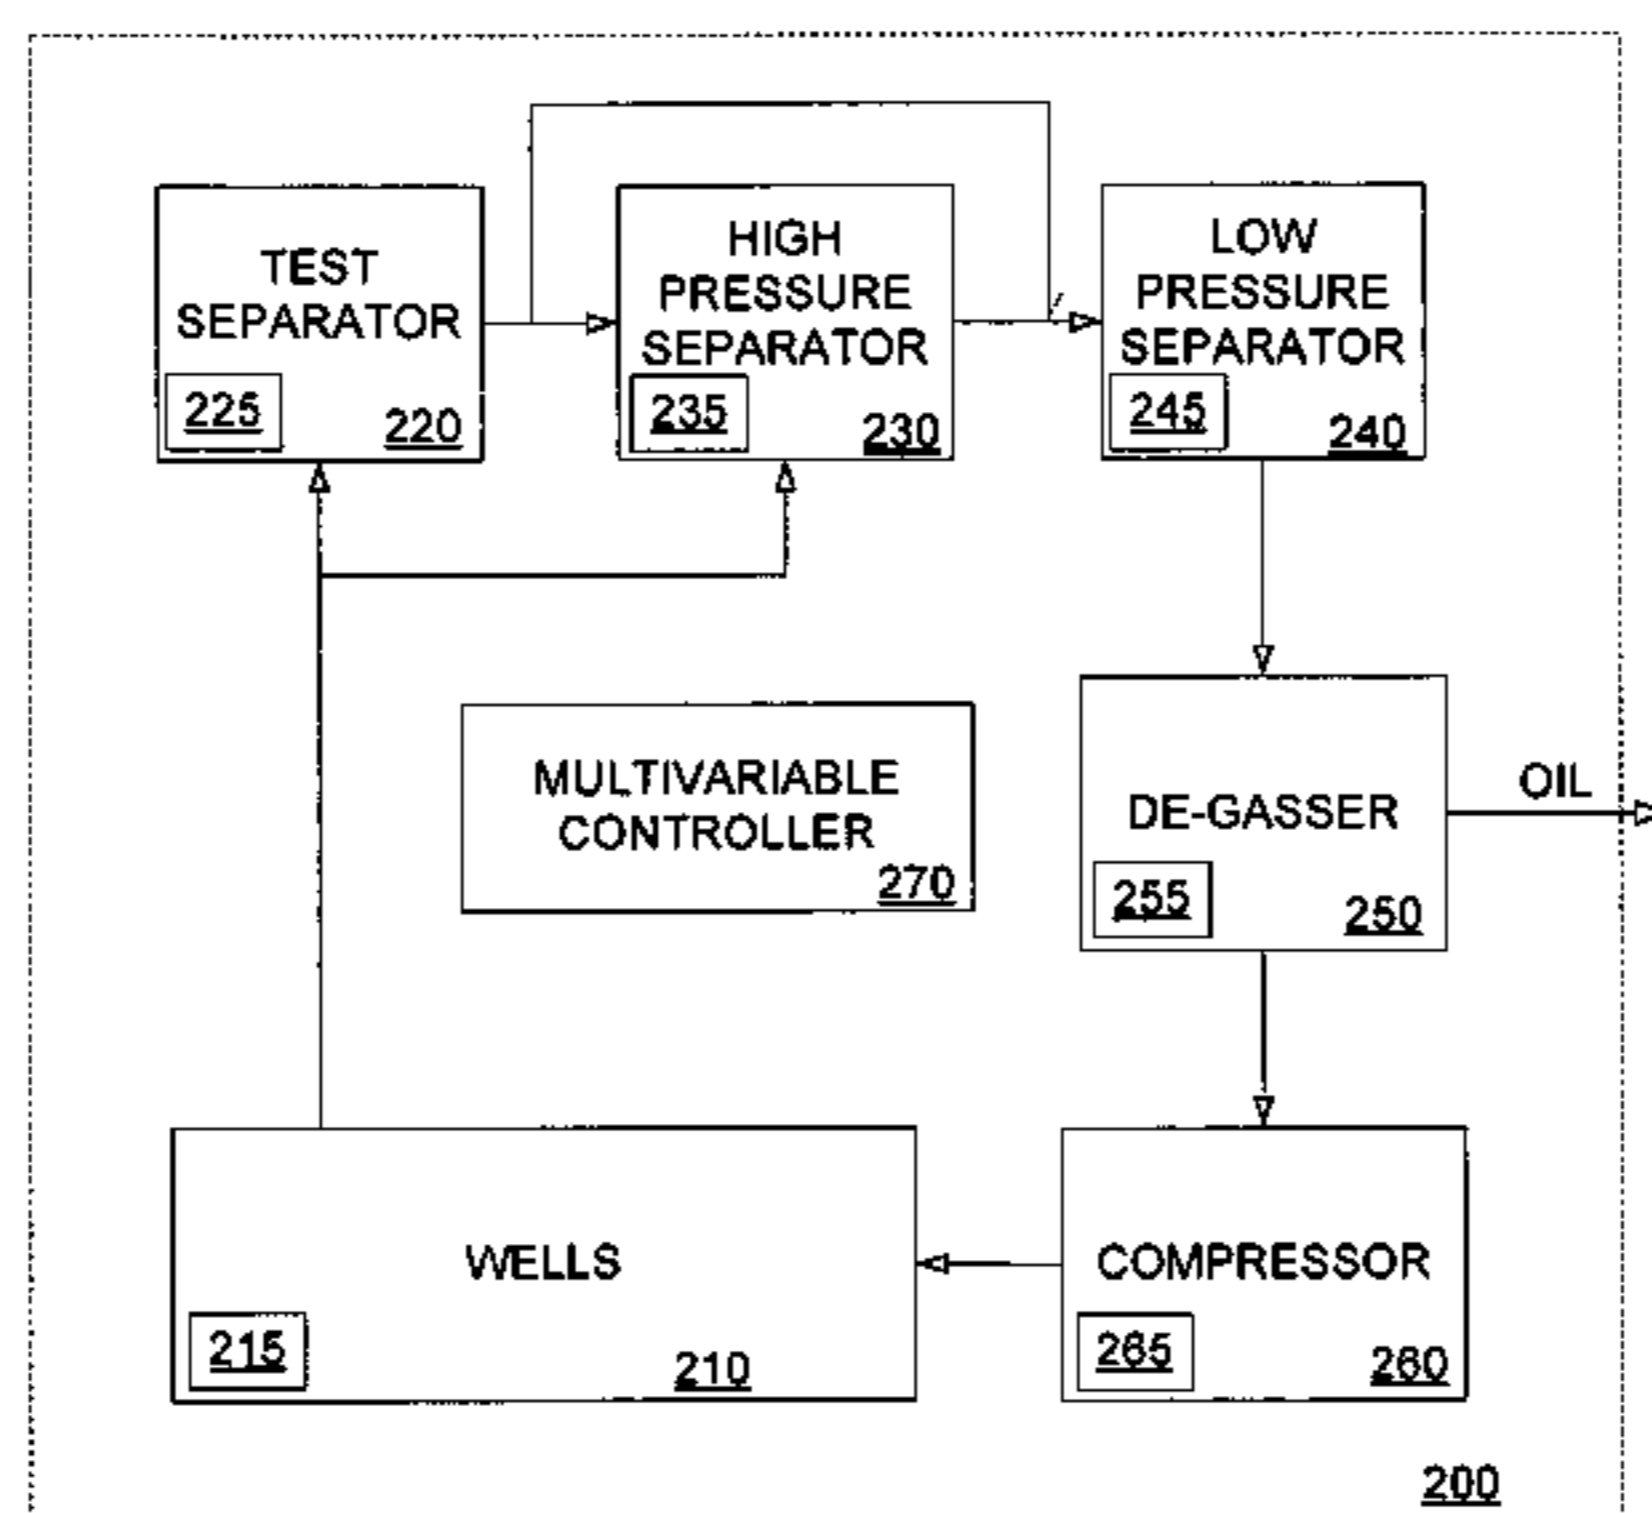 TEST
SEPARATOR
225
220
HIGH
PRESSURE
SEPARATOR
235
230
LOW
PRESSURE
SEPARATOR
245
240
MULTIVARIABLE
CONTROLLER
270
DE-GASSER
255
250
OIL
WELLS
215
210
COMPRESSOR
265
260
200